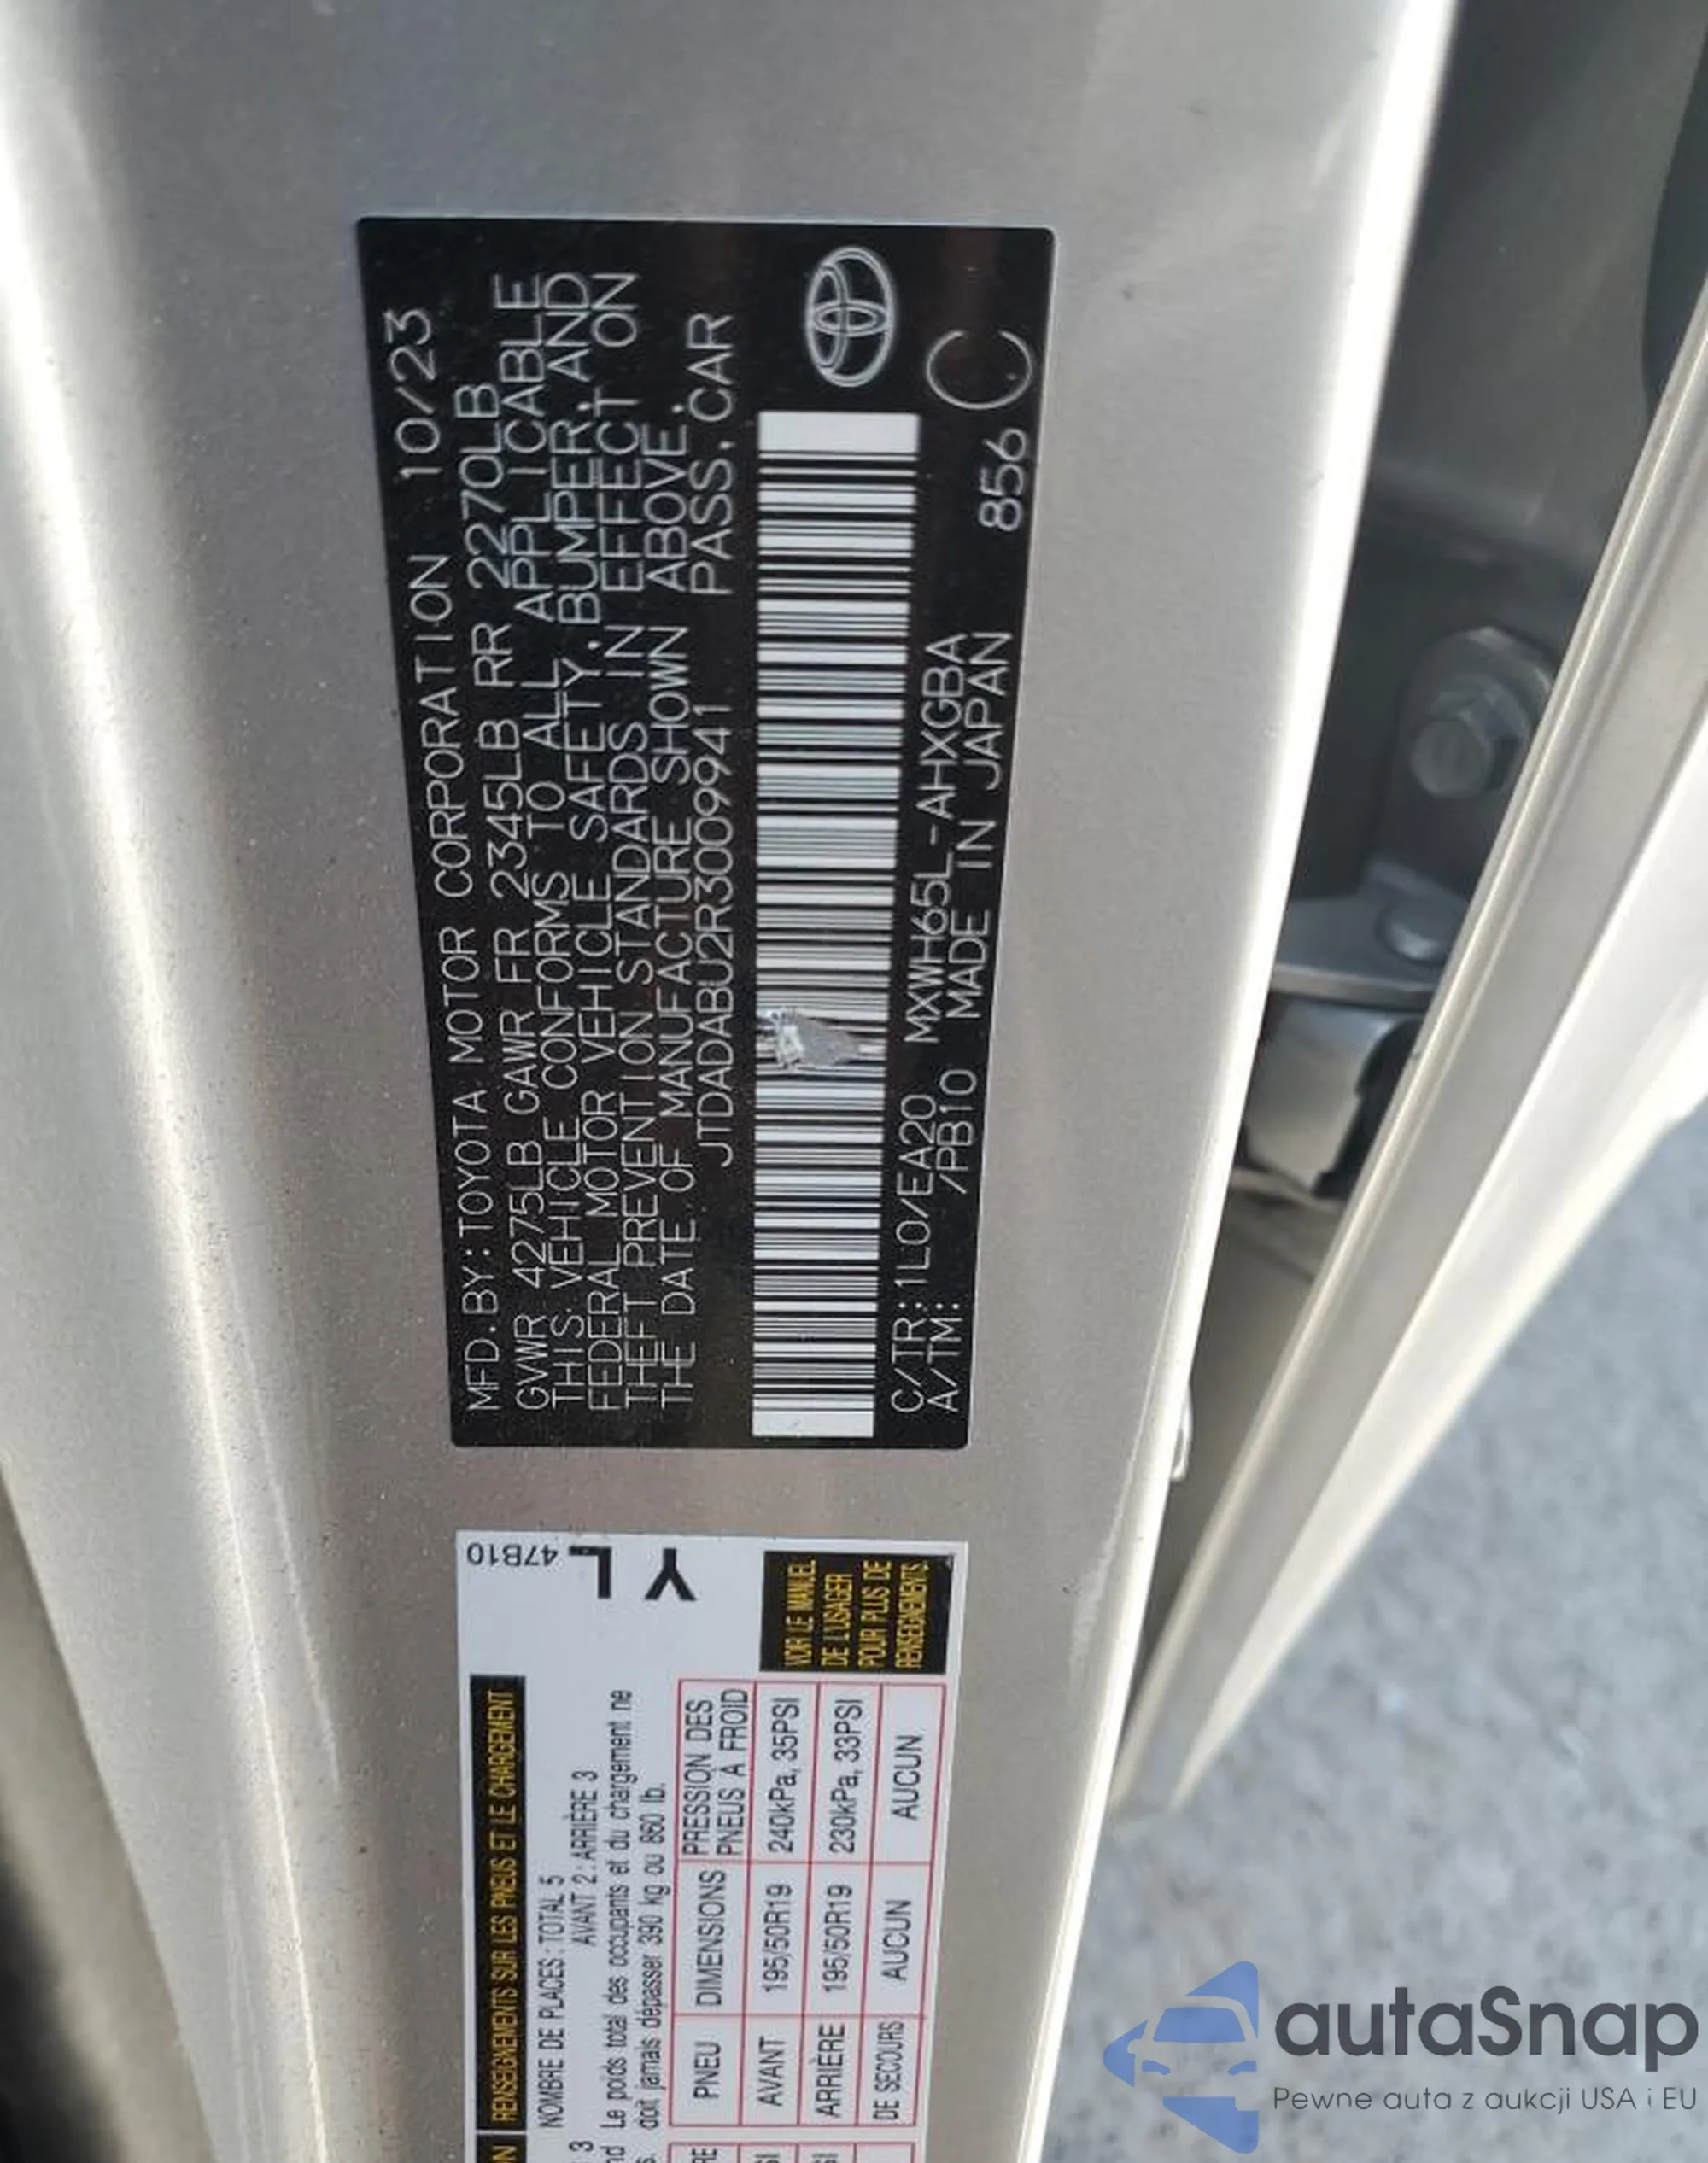 MFD.BY:TOYOTA MOTOR CORPORATION 10/23
GVWR 4275LB GAWR FR 2345LB RR 2270LB
THIS VEHICLE CONFORMS TO ALL APPLICABLE
FEDERAL MOTOR VEHICLE SAFETY, BUMPER, AND
THEFT PREVENTION STANDARDS IN EFFECT ON
THE DATE OF MANUFACTURE SHOWN ABOVE.
JTDADABU2R3009941 PASS.CAR
C/TR:1L0/EA20 MXWH65L-AHXGBA 856
A/TM: /PB10 MADE IN JAPAN
C
47B10
YL
RENSEIGNEMENTS SUR LES PNEUS ET LE CHARGEMENT
NOMBRE DE PLACES : TOTAL 5
AVANT 2 : ARRIÈRE 3
Le poids total des occupants et du chargement ne
doit jamais dépasser 390 kg ou 860 lb.
PNEU DIMENSIONS PRESSION DES PNEUS À FROID
AVANT 195/50R19 240kPa, 35PSI
ARRIÈRE 195/50R19 230kPa, 33PSI
DE SECOURS AUCUN AUCUN
VOIR LE MANUEL
DE L'USAGER
POUR PLUS DE
RENSEIGNEMENTS.
autaSnap
Pewne auta z aukcji USA i EU